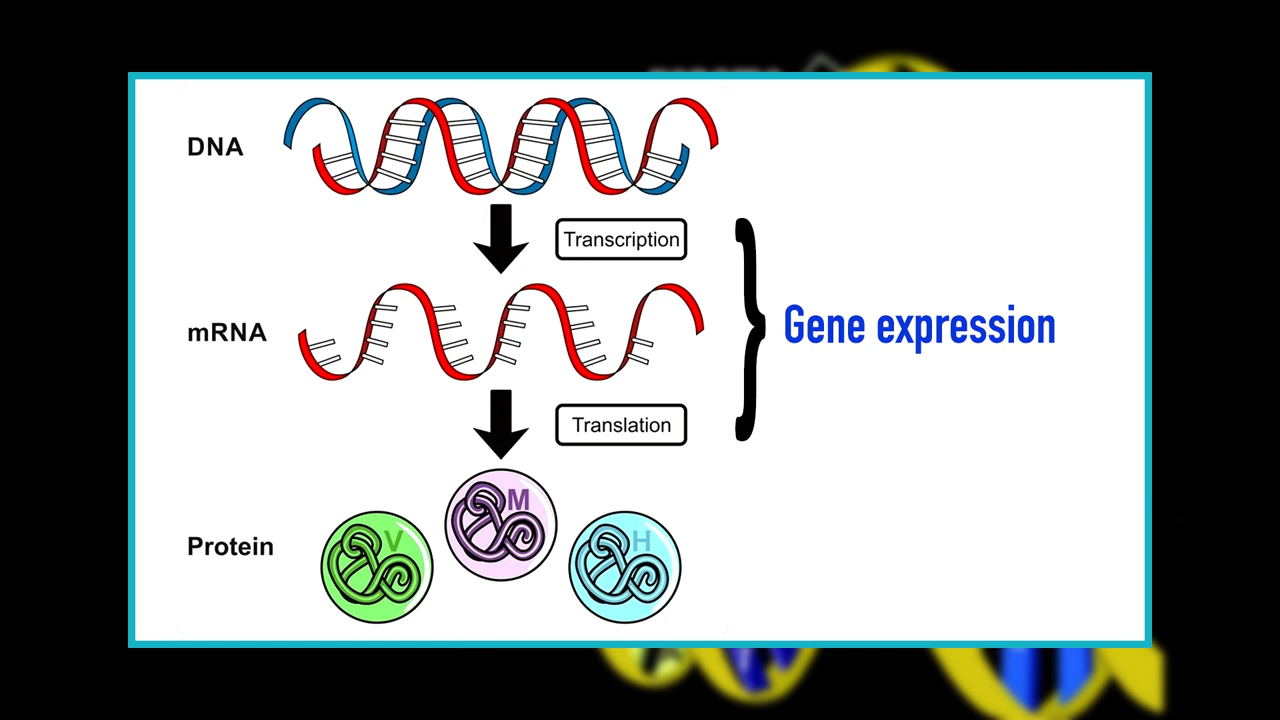 DNA
Transcription
mRNA
Gene expression
Translation
M
V
H
Protein